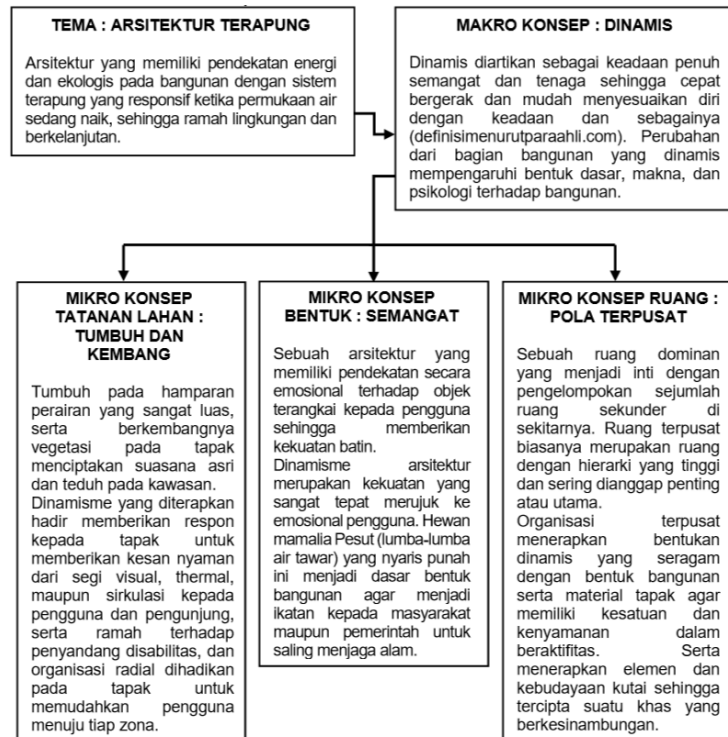 TEMA : ARSITEKTUR TERAPUNG
Arsitektur yang memiliki pendekatan energi
dan ekologis pada bangunan dengan sistem
terapung yang responsif ketika permukaan air
sedang naik, sehingga ramah lingkungan dan
berkelanjutan.
MAKRO KONSEP : DINAMIS
Dinamis diartikan sebagai keadaan penuh
semangat dan tenaga sehingga cepat
bergerak dan mudah menyesuaikan diri
dengan keadaan dan sebagainya
(definisimenurutparaahli.com). Perubahan
dari bagian bangunan yang dinamis
mempengaruhi bentuk dasar, makna, dan
psikologi terhadap bangunan.
MIKRO KONSEP
TATANAN LAHAN :
TUMBUH DAN
KEMBANG
Tumbuh pada hamparan
perairan yang sangat luas,
serta berkembangnya
vegetasi pada tapak
menciptakan suasana asri
dan teduh pada kawasan.
Dinamisme yang diterapkan
hadir memberikan respon
kepada tapak untuk
memberikan kesan nyaman
dari segi visual, thermal,
maupun sirkulasi kepada
pengguna dan pengunjung,
serta ramah terhadap
penyandang disabilitas, dan
organisasi radial dihadikan
pada tapak untuk
memudahkan pengguna
menuju tiap zona.
MIKRO KONSEP
BENTUK : SEMANGAT
Sebuah arsitektur yang
memiliki pendekatan secara
emosional terhadap objek
terangkai kepada pengguna
sehingga memberikan
kekuatan batin.
Dinamisme arsitektur
merupakan kekuatan yang
sangat tepat merujuk ke
emosional pengguna. Hewan
mamalia Pesut (lumba-lumba
air tawar) yang nyaris punah
ini menjadi dasar bentuk
bangunan agar menjadi
ikatan kepada masyarakat
maupun pemerintah untuk
saling menjaga alam.
MIKRO KONSEP RUANG :
POLA TERPUSAT
Sebuah ruang dominan
yang menjadi inti dengan
pengelompokan sejumlah
ruang sekunder di
sekitarnya. Ruang terpusat
biasanya merupakan ruang
dengan hierarki yang tinggi
dan sering dianggap penting
atau utama.
Organisasi terpusat
menerapkan bentukan
dinamis yang seragam
dengan bentuk bangunan
serta material tapak agar
memiliki kesatuan dan
kenyamanan dalam
beraktifitas. Serta
menerapkan elemen dan
kebudayaan kutai sehingga
tercipta suatu khas yang
berkesinambungan.